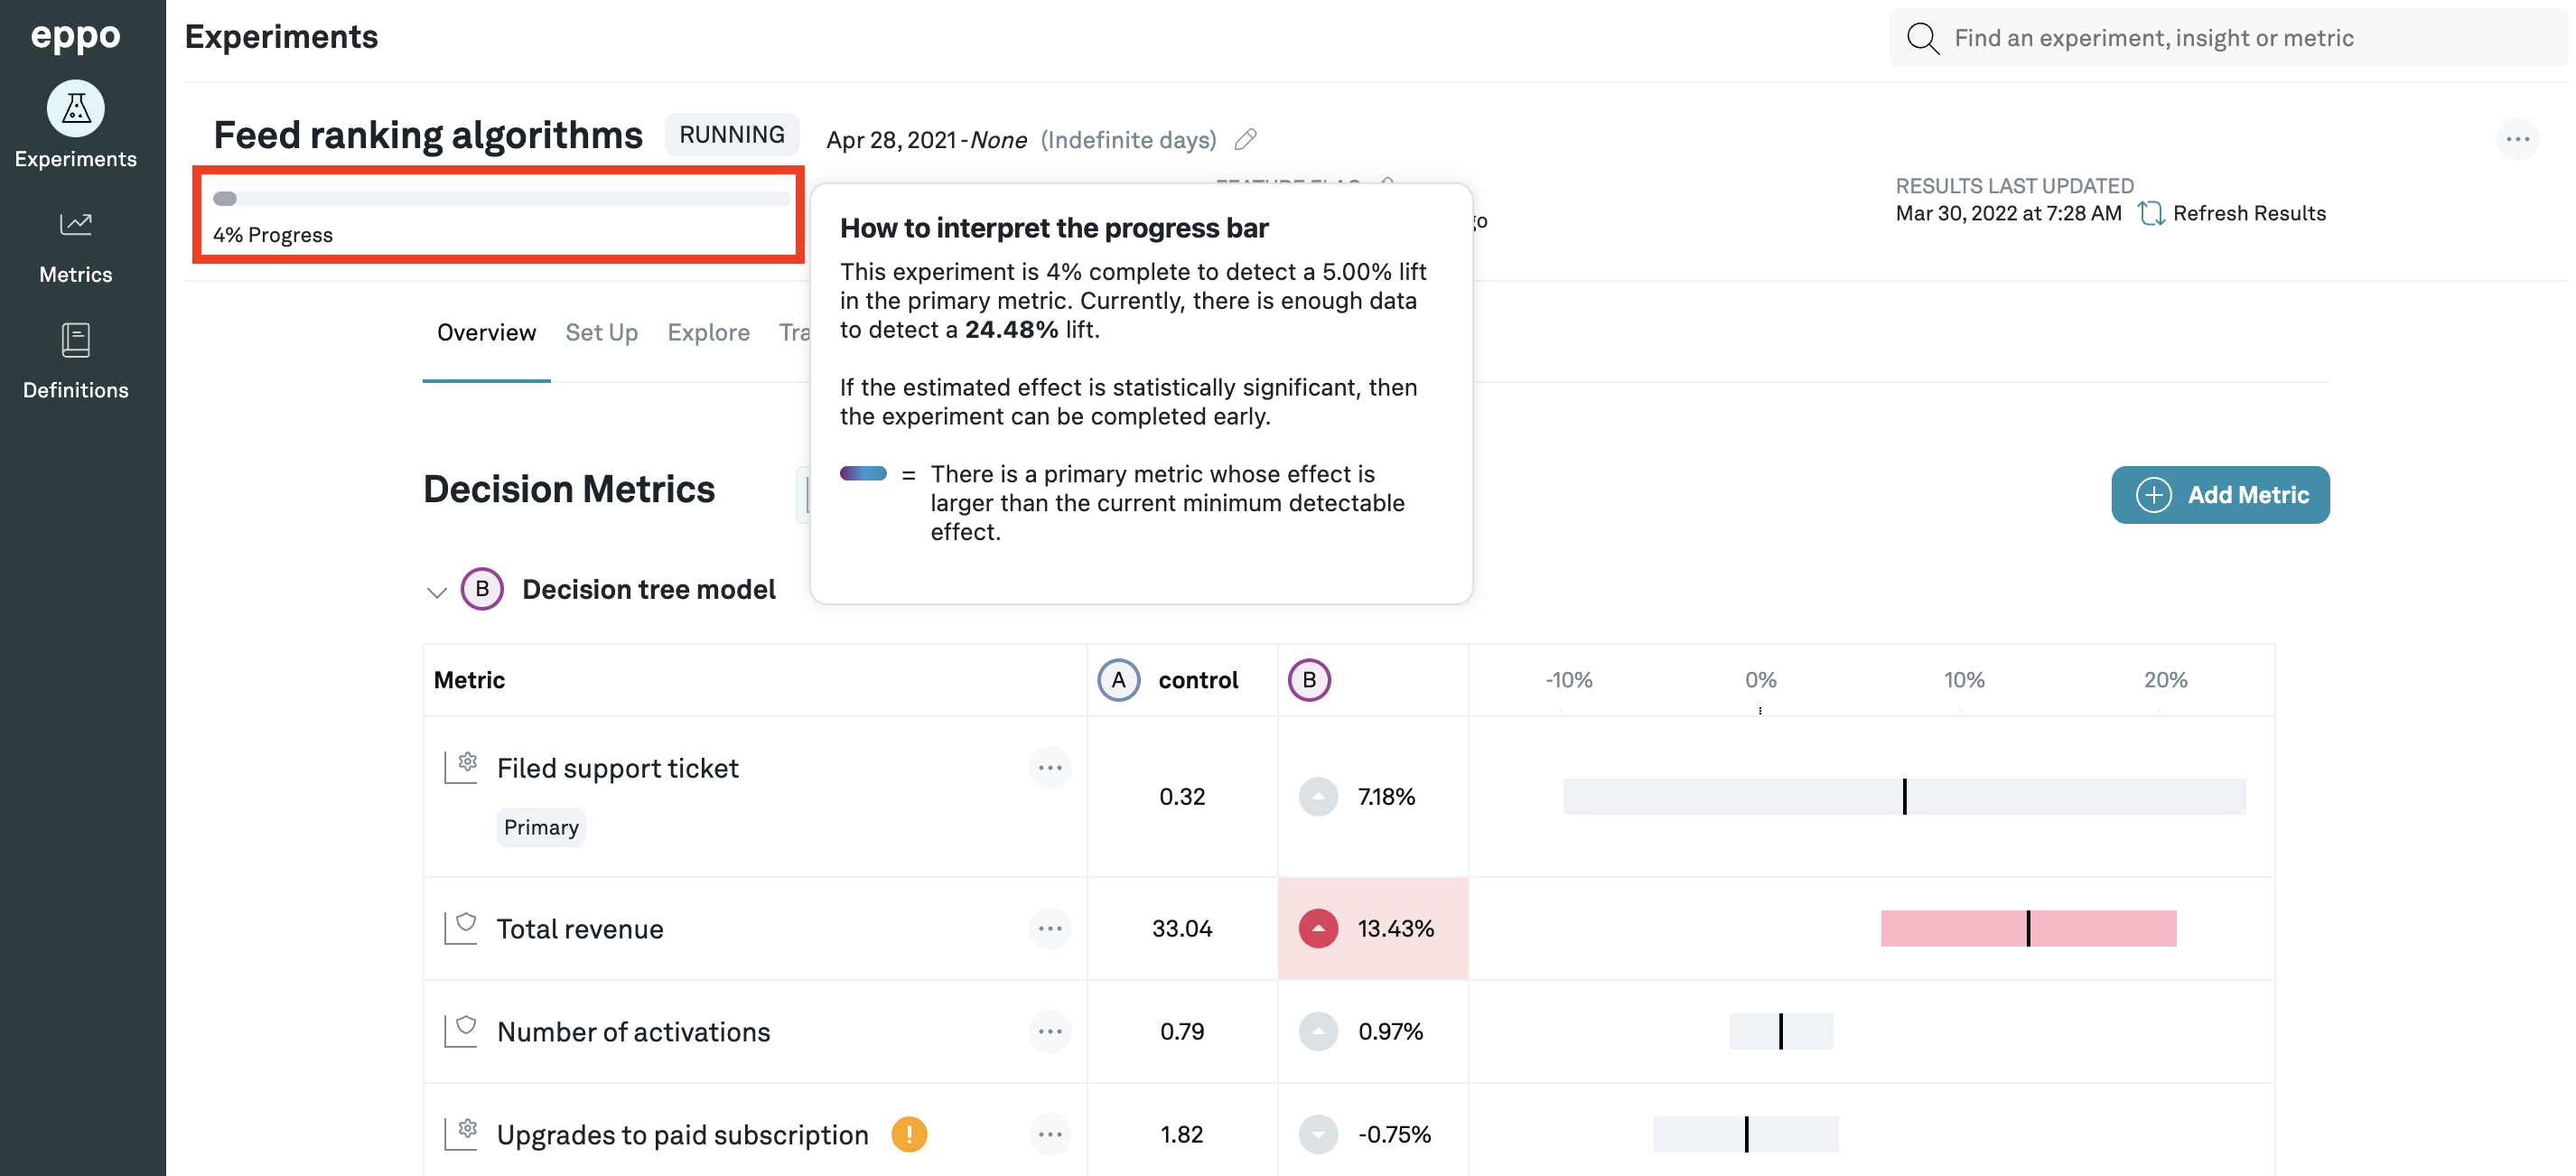 eppo
Experiments
Metrics
Definitions
Experiments
Find an experiment, insight or metric
Feed ranking algorithms
RUNNING
Apr 28, 2021 - None (Indefinite days)
4% Progress
RESULTS LAST UPDATED
Mar 30, 2022 at 7:28 AM
Refresh Results
How to interpret the progress bar
This experiment is 4% complete to detect a 5.00% lift
in the primary metric. Currently, there is enough data
to detect a 24.48% lift.
If the estimated effect is statistically significant, then
the experiment can be completed early.
= There is a primary metric whose effect is
larger than the current minimum detectable
effect.
Overview Set Up Explore
Decision Metrics
Add Metric
B Decision tree model
Metric A control B -10% 0% 10% 20%
Filed support ticket
Primary
0.32 7.18%
Total revenue 33.04 13.43%
Number of activations 0.79 0.97%
Upgrades to paid subscription ! 1.82 -0.75%